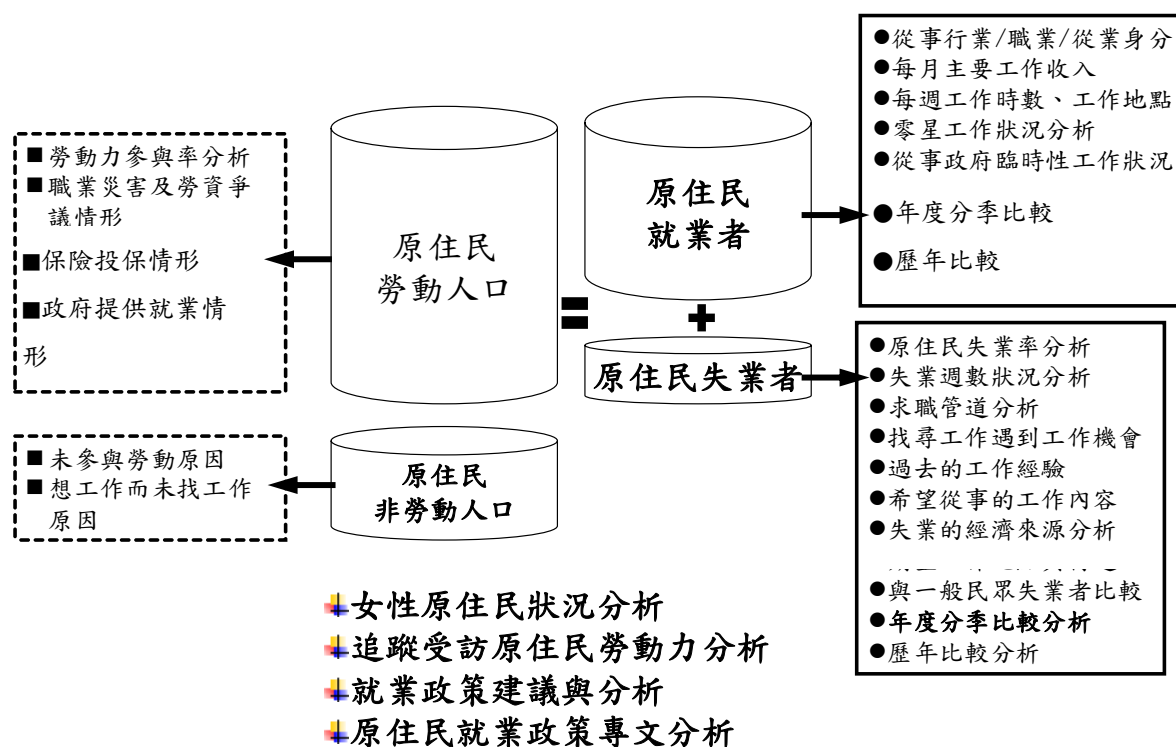 ■勞動力參與率分析
■職業災害及勞資爭
議情形
■保險投保情形
■政府提供就業情
形
原住民
勞動人口
原住民
就業者
●從事行業/職業/從業身分
●每月主要工作收入
●每週工作時數、工作地點
●零星工作狀況分析
●從事政府臨時性工作狀況
●年度分季比較
●歷年比較
=
+
原住民失業者
●原住民失業率分析
●失業週數狀況分析
●求職管道分析
●找尋工作遇到工作機會
●過去的工作經驗
●希望從事的工作內容
●失業的經濟來源分析
●與一般民眾失業者比較
●年度分季比較分析
●歷年比較分析
■未參與勞動原因
■想工作而未找工作
原因
原住民
非勞動人口
女性原住民狀況分析
追蹤受訪原住民勞動力分析
就業政策建議與分析
原住民就業政策專文分析